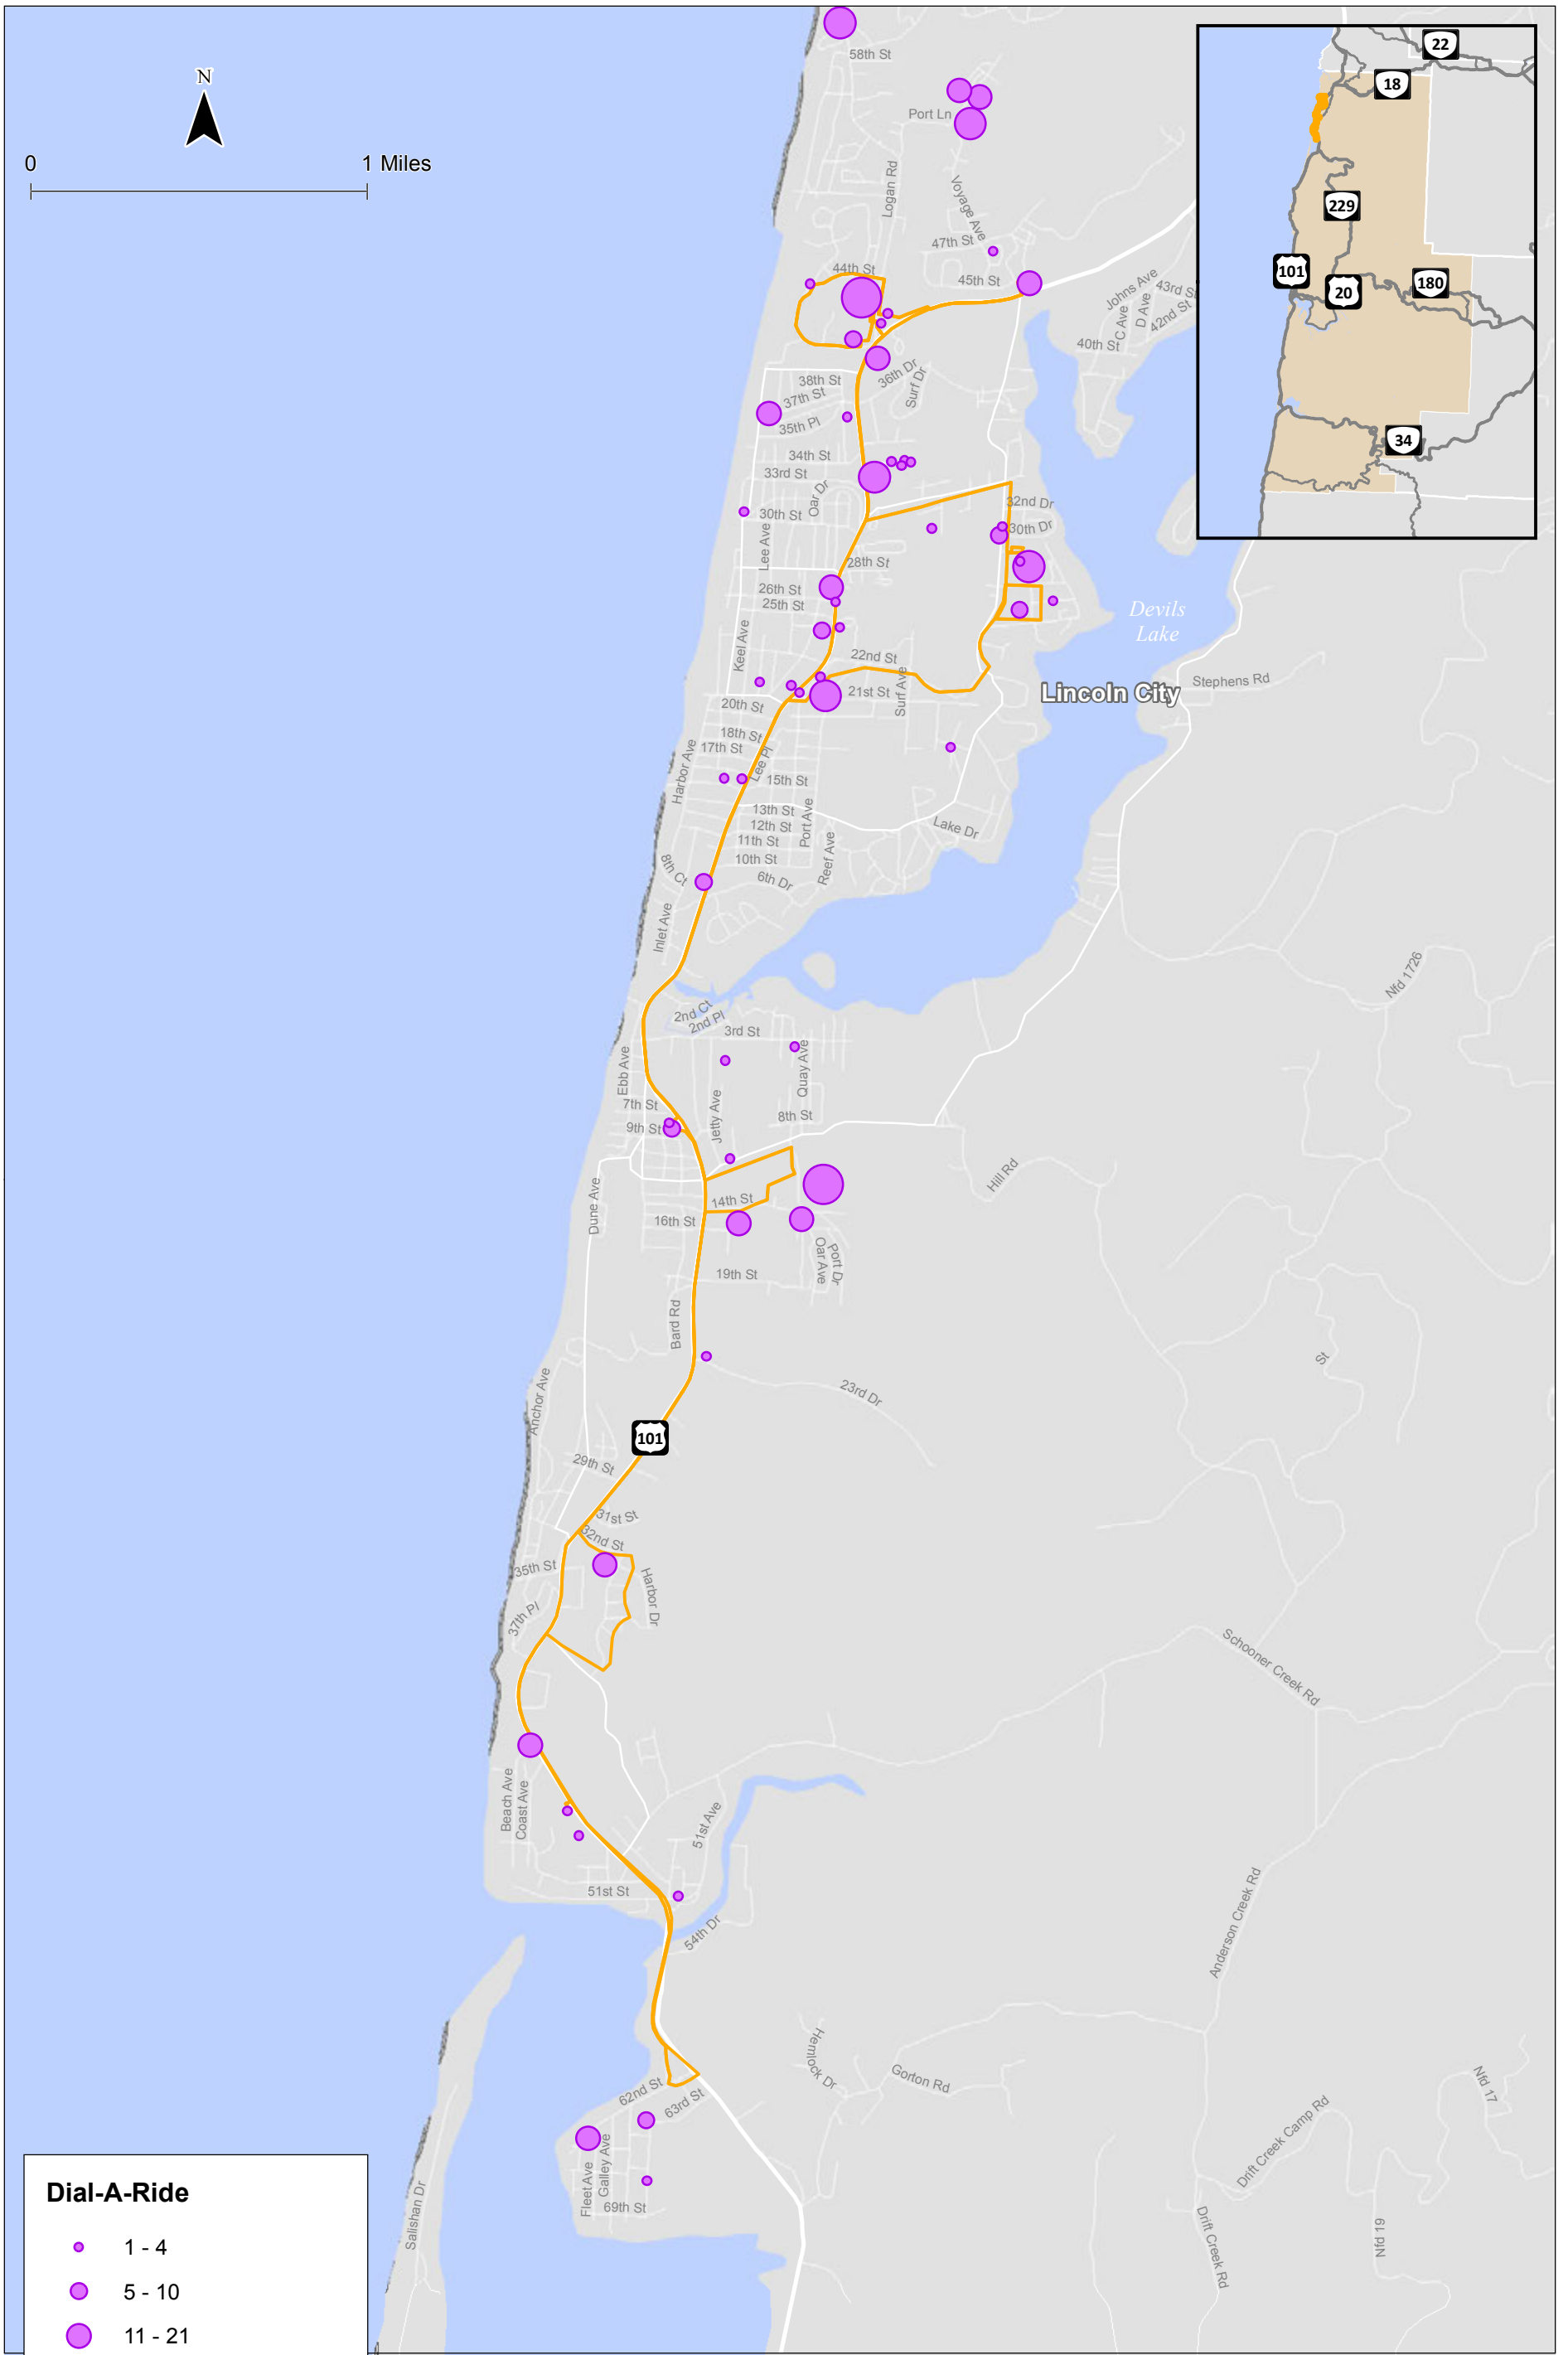 N
0
1 Miles
58th St
Port Ln
Logan Rd
Voyage Ave
47th St
45th St
44th St
Johns Ave
43rd St
D Ave
C Ave
42nd St
40th St
38th St
36th Dr
37th St
Surf Dr
35th Pl
34th St
33rd St
Oar Dr
32nd Dr
30th St
30th Dr
Lee Ave
28th St
26th St
25th St
Devils
Lake
Keel Ave
22nd St
21st St
Surf Ave
Lincoln City
Stephens Rd
20th St
18th St
17th St
Lee Pl
Harbor Ave
15th St
13th St
12th St
Port Ave
11th St
Lake Dr
10th St
Reef Ave
8th Ct
6th Dr
Inlet Ave
Nfd 1726
2nd Ct
2nd Pl
3rd St
Ebb Ave
Quay Ave
7th St
Jetty Ave
8th St
9th St
Hill Rd
Dune Ave
14th St
16th St
Oar Ave
Port Dr
19th St
Bard Rd
St
23rd Dr
Anchor Ave
101
29th St
31st St
32nd St
35th St
Harbor Dr
37th Pl
Schooner Creek Rd
Beach Ave
Coast Ave
51st Ave
51st St
54th Dr
Anderson Creek Rd
Hemlock Dr
Gorton Rd
62nd St
63rd St
Nfd 17
Drift Creek Camp Rd
Fleet Ave
Galley Ave
69th St
Salishan Dr
Drift Creek Rd
Nfd 19
22
18
229
101
20
180
34
Dial-A-Ride
1 - 4
5 - 10
11 - 21